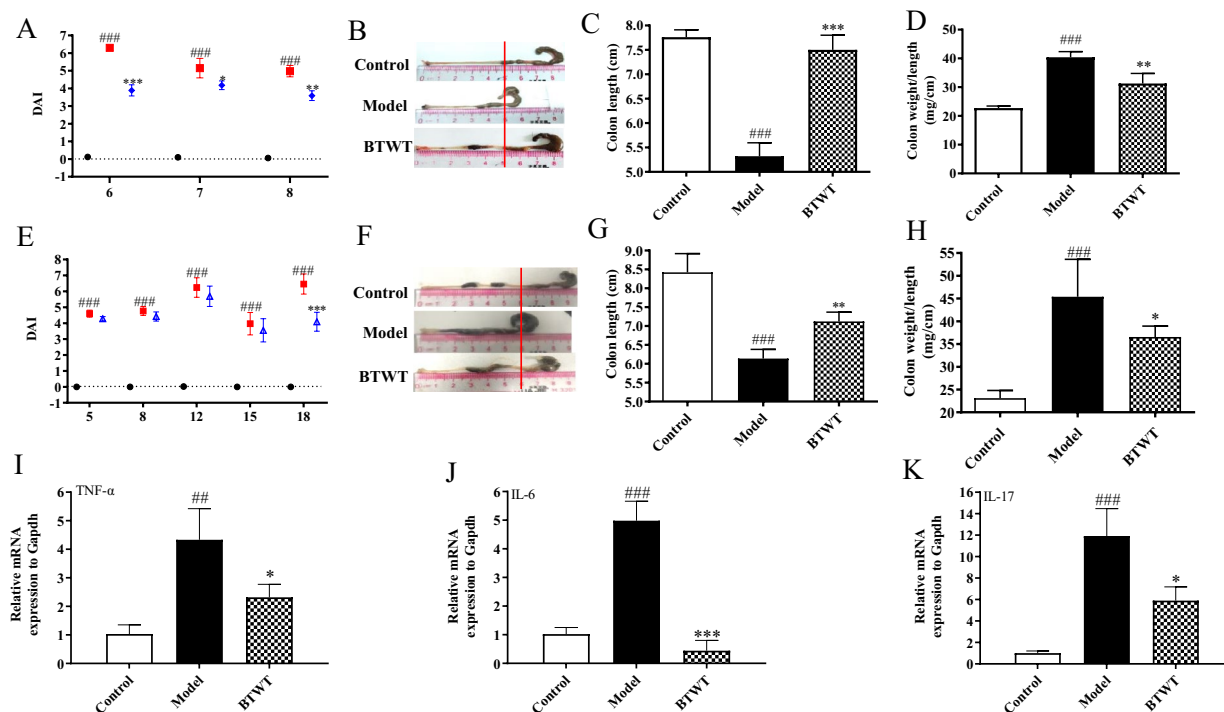 A
DAI
7
6
5
4
3
2
1
0
-1
###
###
###
***
*
**
6
7
8
B
Control
Model
BTWT
C
Colon length (cm)
8.0
7.5
7.0
6.5
6.0
5.5
5.0
###
***
Control
Model
BTWT
D
Colon weight/length
(mg/cm)
50
40
30
20
10
0
###
**
Control
Model
BTWT
E
DAI
8
7
6
5
4
3
2
1
0
-1
###
###
###
###
###
***
5
8
12
15
18
F
Control
Model
BTWT
G
Colon length (cm)
9.0
8.5
8.0
7.5
7.0
6.5
6.0
5.5
5.0
###
**
Control
Model
BTWT
H
Colon weight/length
(mg/cm)
55
50
45
40
35
30
25
20
###
*
Control
Model
BTWT
I
TNF-α
Relative mRNA
expression to Gapdh
6
5
4
3
2
1
0
##
*
Control
Model
BTWT
J
IL-6
Relative mRNA
expression to Gapdh
6
5
4
3
2
1
0
###
***
Control
Model
BTWT
K
IL-17
Relative mRNA
expression to Gapdh
16
14
12
10
8
6
4
2
0
###
*
Control
Model
BTWT